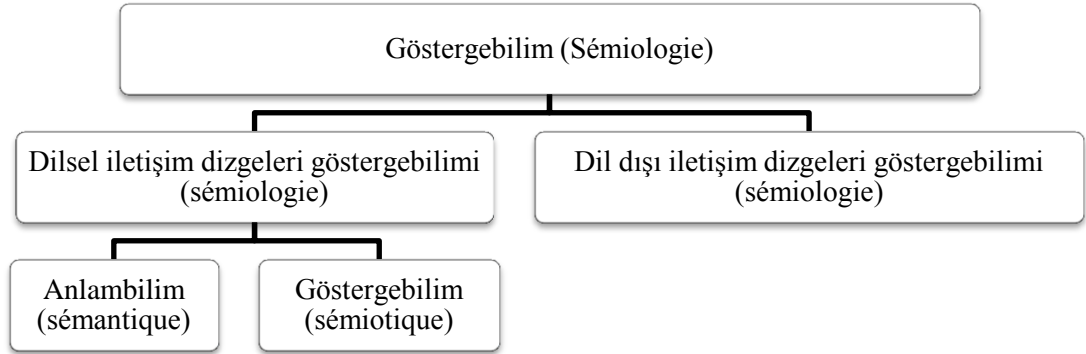 Göstergebilim (Sémiologie)
Dilsel iletişim dizgeleri göstergebilimi
(sémiologie)
Dil dışı iletişim dizgeleri göstergebilimi
(sémiologie)
Anlambilim
(sémantique)
Göstergebilim
(sémiotique)